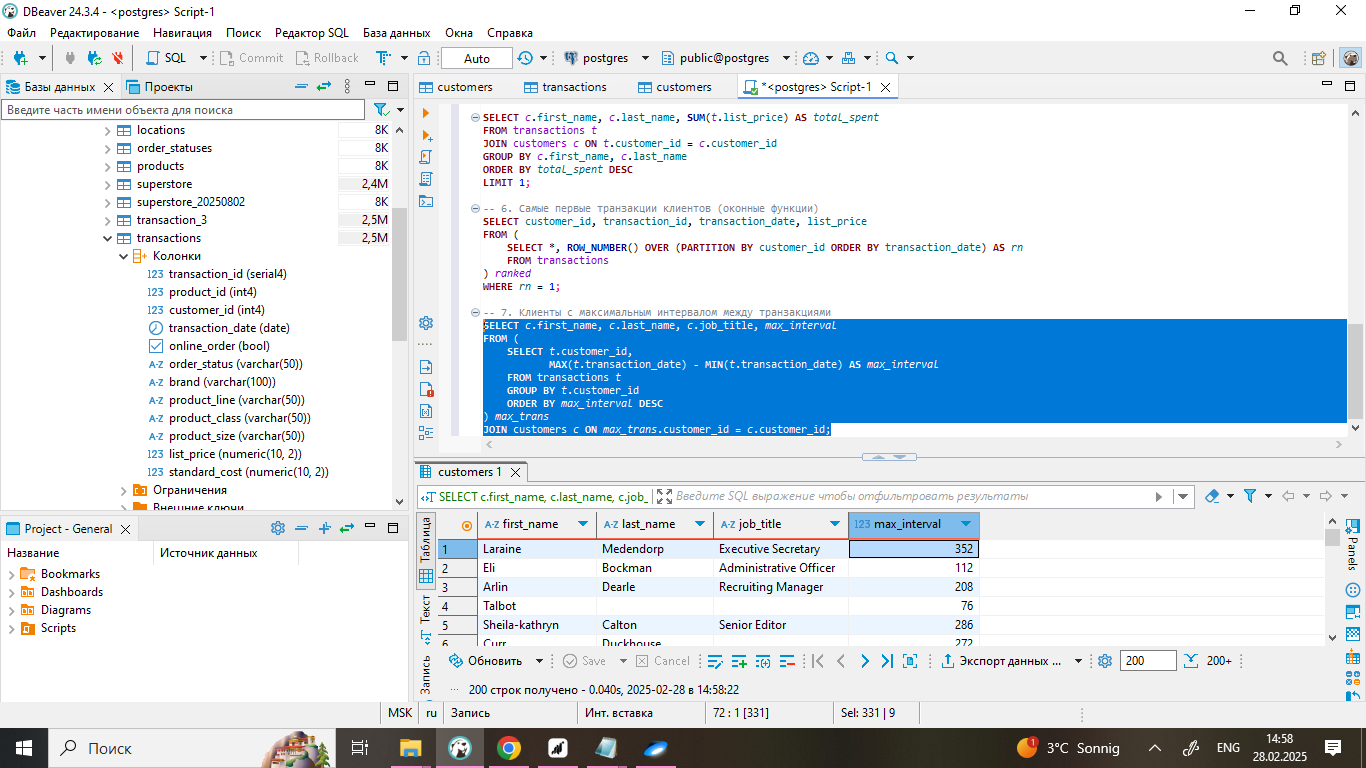 DBeaver 24.3.4 - <postgres> Script-1
Файл Редактирование Навигация Поиск Редактор SQL База данных Окна Справка
SQL Commit Rollback Auto postgres public@postgres
Базы данных Проекты
customers transactions customers *<postgres> Script-1
Введите часть имени объекта для поиска
locations 8K
order_statuses 8K
products 8K
superstore 2,4M
superstore_20250802 8K
transaction_3 2,5M
transactions 2,5M
Колонки
123 transaction_id (serial4)
123 product_id (int4)
123 customer_id (int4)
transaction_date (date)
online_order (bool)
A-Z order_status (varchar(50))
A-Z brand (varchar(100))
A-Z product_line (varchar(50))
A-Z product_class (varchar(50))
A-Z product_size (varchar(50))
123 list_price (numeric(10, 2))
123 standard_cost (numeric(10, 2))
Ограничения
Внешние ключи
SELECT c.first_name, c.last_name, SUM(t.list_price) AS total_spent
FROM transactions t
JOIN customers c ON t.customer_id = c.customer_id
GROUP BY c.first_name, c.last_name
ORDER BY total_spent DESC
LIMIT 1;
-- 6. Самые первые транзакции клиентов (оконные функции)
SELECT customer_id, transaction_id, transaction_date, list_price
FROM (
SELECT *, ROW_NUMBER() OVER (PARTITION BY customer_id ORDER BY transaction_date) AS rn
FROM transactions
) ranked
WHERE rn = 1;
-- 7. Клиенты с максимальным интервалом между транзакциями
SELECT c.first_name, c.last_name, c.job_title, max_interval
FROM (
SELECT t.customer_id,
MAX(t.transaction_date) - MIN(t.transaction_date) AS max_interval
FROM transactions t
GROUP BY t.customer_id
ORDER BY max_interval DESC
) max_trans
JOIN customers c ON max_trans.customer_id = c.customer_id;
Project - General
Название Источник данных
Bookmarks
Dashboards
Diagrams
Scripts
customers 1
SELECT c.first_name, c.last_name, c.job_ Введите SQL выражение чтобы отфильтровать результаты
Таблица
Текст
Запись
A-Z first_name A-Z last_name A-Z job_title 123 max_interval
1 Laraine Medendorp Executive Secretary 352
2 Eli Bockman Administrative Officer 112
3 Arlin Dearle Recruiting Manager 208
4 Talbot 76
5 Sheila-kathryn Calton Senior Editor 286
6 Curr Duckhouse 272
Panels
Обновить Save Cancel Экспорт данных ... 200 200+
200 строк получено - 0.040s, 2025-02-28 в 14:58:22
MSK ru Запись Инт. вставка 72 : 1 [331] Sel: 331 | 9
Поиск
1
3°C Sonnig
ENG
14:58
28.02.2025